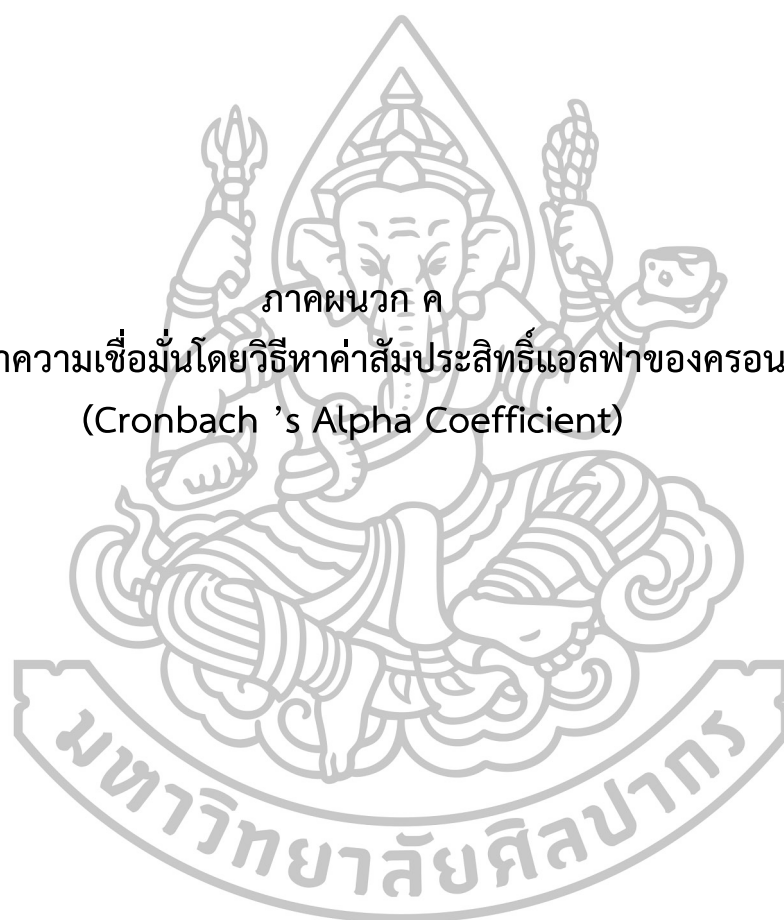 ภาคผนวก ค
าความเชื่อมั่นโดยวิธีหาค่าสัมประสิทธิ์แอลฟาของครอน
(Cronbach ’s Alpha Coefficient)
มหาวิทยาลัยศิลปากร